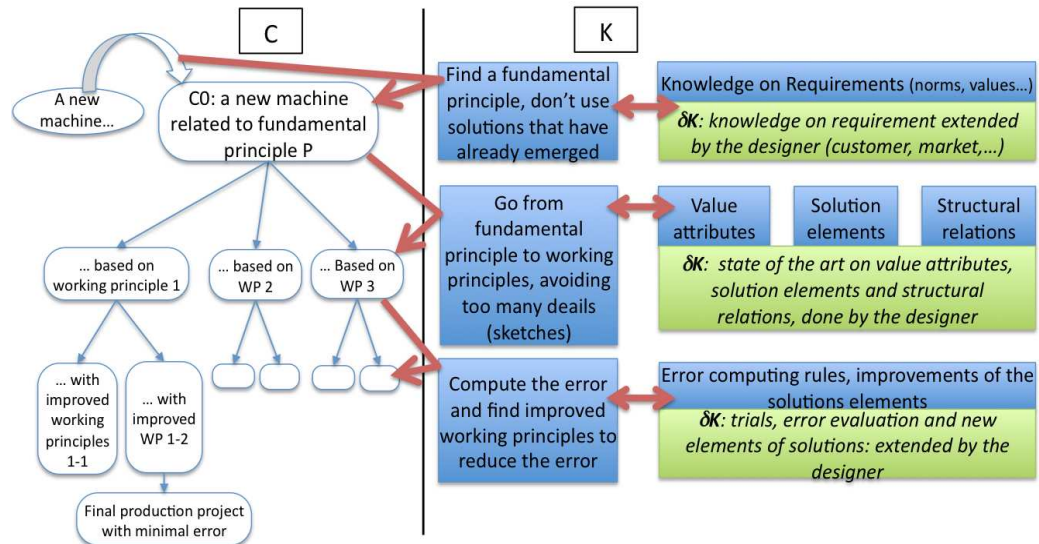 C
K
A new
machine...
C0: a new machine
related to fundamental
principle P
... based on
working principle 1
... based on
WP 2
... Based on
WP 3
... with
improved
working
principles
1-1
... with
improved
WP 1-2
Final production project
with minimal error
Find a fundamental
principle, don't use
solutions that have
already emerged
Knowledge on Requirements (norms, values...)
δK: knowledge on requirement extended
by the designer (customer, market,...)
Go from
fundamental
principle to working
principles, avoiding
too many deails
(sketches)
Value
attributes
Solution
elements
Structural
relations
δK: state of the art on value attributes,
solution elements and structural
relations, done by the designer
Compute the error
and find improved
working principles to
reduce the error
Error computing rules, improvements of the
solutions elements
δK: trials, error evaluation and new
elements of solutions: extended by the
designer